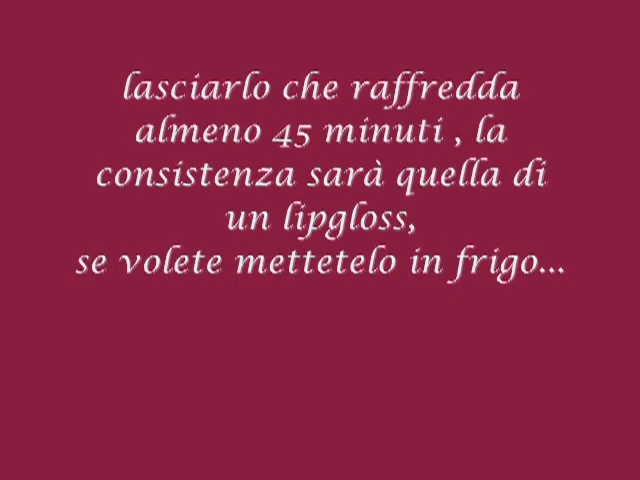 lasciarlo che raffredda
almeno 45 minuti , la
consistenza sarà quella di
un lipgloss,
se volete mettetelo in frigo...